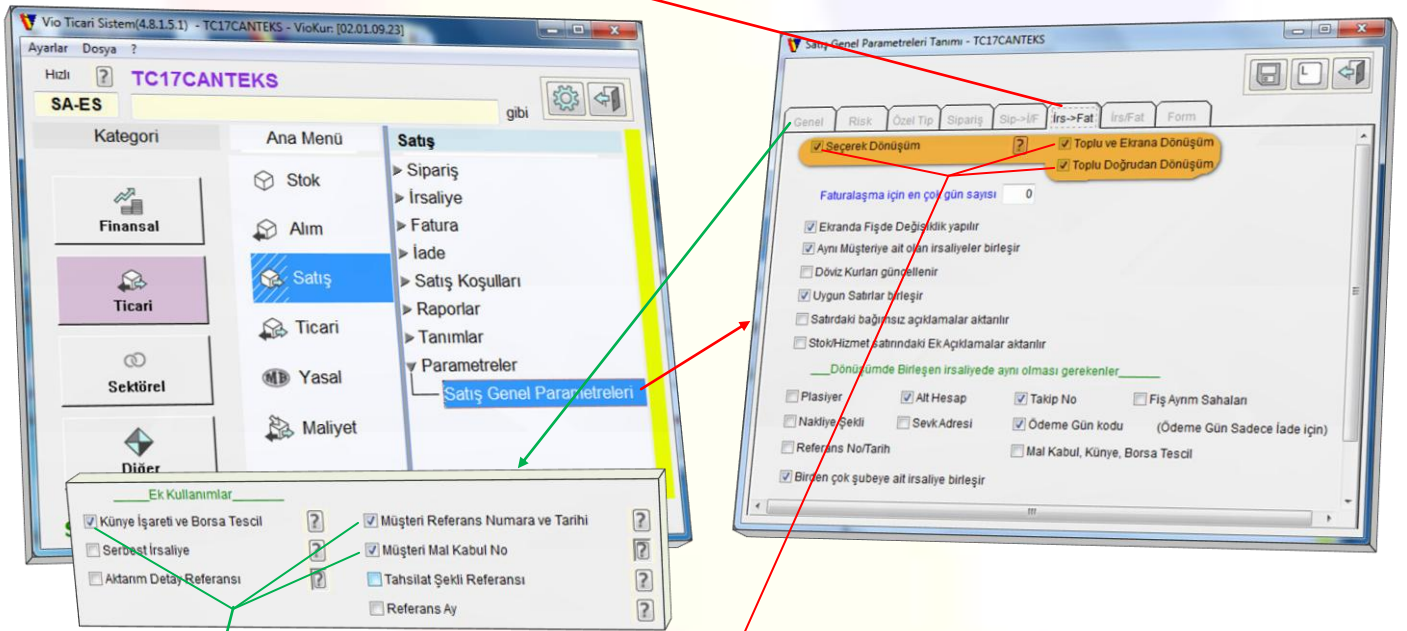 Vio Ticari Sistem(4.8.1.5.1) - TC17CANTEKS - VioKur: [02.01.09.23]
Ayarlar Dosya ?
Hızlı ? TC17CANTEKS
SA-ES gibi
Kategori
Finansal
Ticari
Sektörel
Diğer
Ana Menü
Stok
Alım
Satış
Ticari
MB Yasal
Maliyet
Satış
Sipariş
İrsaliye
Fatura
İade
Satış Koşulları
Raporlar
Tanımlar
Parametreler
Satış Genel Parametreleri
___Ek Kullanımlar___
Künye İşareti ve Borsa Tescil ? Müşteri Referans Numara ve Tarihi ?
Serbest İrsaliye ? Müşteri Mal Kabul No ?
Aktarım Detay Referansı ? Tahsilat Şekli Referansı ?
Referans Ay ?
Satış Genel Parametreleri Tanımı - TC17CANTEKS
L
Genel Risk Özel Tip Sipariş Sip->I/F İrs->Fat İrs/Fat Form
Seçerek Dönüşüm ? Toplu ve Ekrana Dönüşüm
Toplu Doğrudan Dönüşüm
Faturalaşma için en çok gün sayısı 0
Ekranda Fişde Değişiklik yapılır
Aynı Müşteriye ait olan irsaliyeler birleşir
Döviz Kurları güncellenir
Uygun Satırlar birleşir
Satırdaki bağımsız açıklamalar aktarılır
Stok/Hizmet satırındaki Ek Açıklamalar aktarılır
___Dönüşümde Birleşen irsaliyede aynı olması gerekenler___
Plasiyer Alt Hesap Takip No Fiş Ayrım Sahaları
Nakliye Şekli Sevk Adresi Ödeme Gün kodu (Ödeme Gün Sadece İade için)
Referans No/Tarih Mal Kabul, Künye, Borsa Tescil
Birden çok şubeye ait irsaliye birleşir